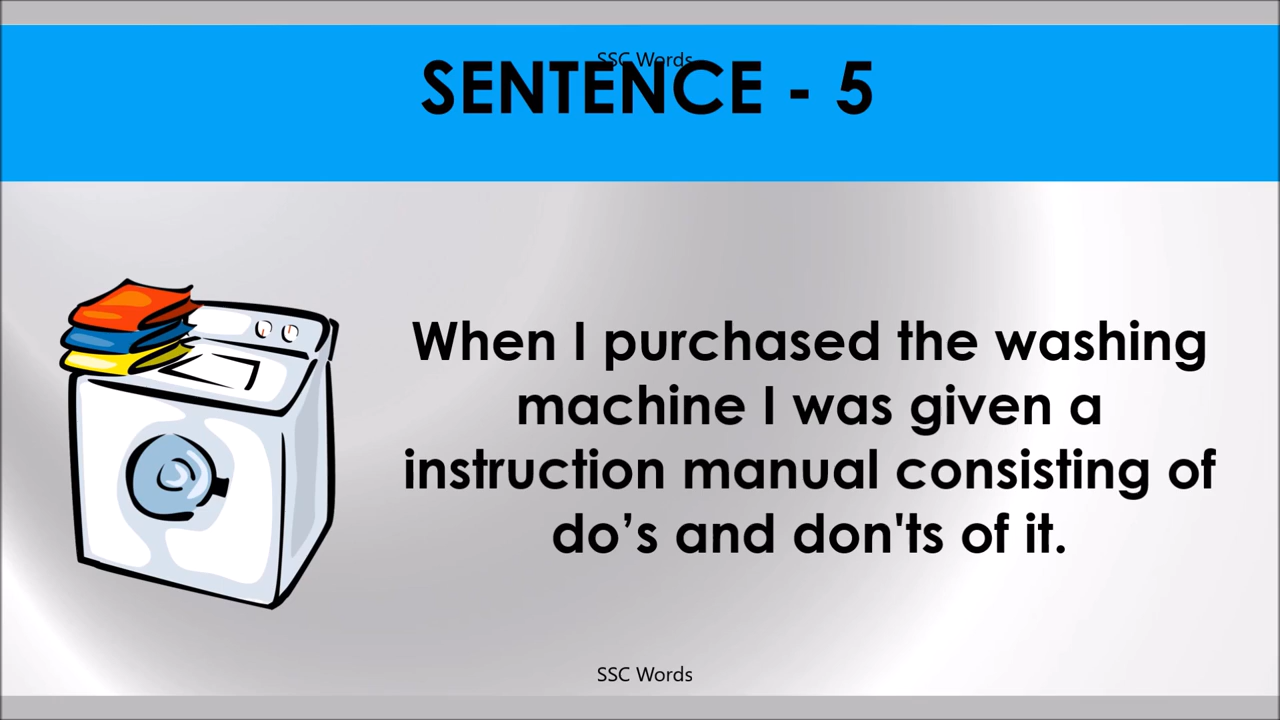 SSC Words
SENTENCE - 5
When I purchased the washing
machine I was given a
instruction manual consisting of
do’s and don'ts of it.
SSC Words